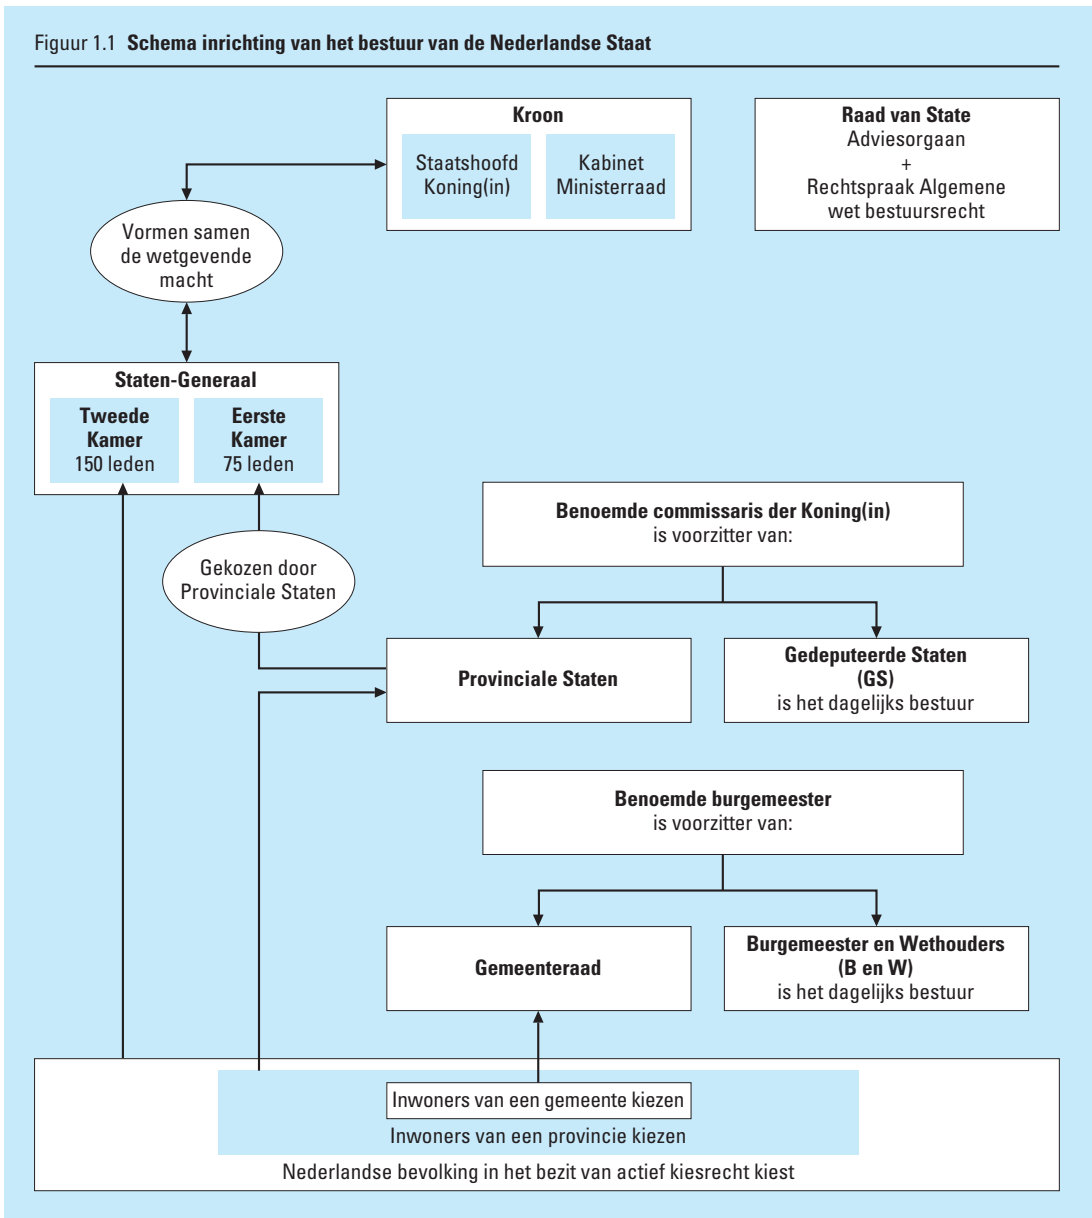 Figuur 1.1 Schema inrichting van het bestuur van de Nederlandse Staat
Kroon
Staatshoofd
Koning(in)
Kabinet
Ministerraad
Raad van State
Adviesorgaan
+
Rechtspraak Algemene
wet bestuursrecht
Vormen samen
de wetgevende
macht
Staten-Generaal
Tweede
Kamer
150 leden
Eerste
Kamer
75 leden
Gekozen door
Provinciale Staten
Benoemde commissaris der Koning(in)
is voorzitter van:
Provinciale Staten
Gedeputeerde Staten
(GS)
is het dagelijks bestuur
Benoemde burgemeester
is voorzitter van:
Gemeenteraad
Burgemeester en Wethouders
(B en W)
is het dagelijks bestuur
Inwoners van een gemeente kiezen
Inwoners van een provincie kiezen
Nederlandse bevolking in het bezit van actief kiesrecht kiest